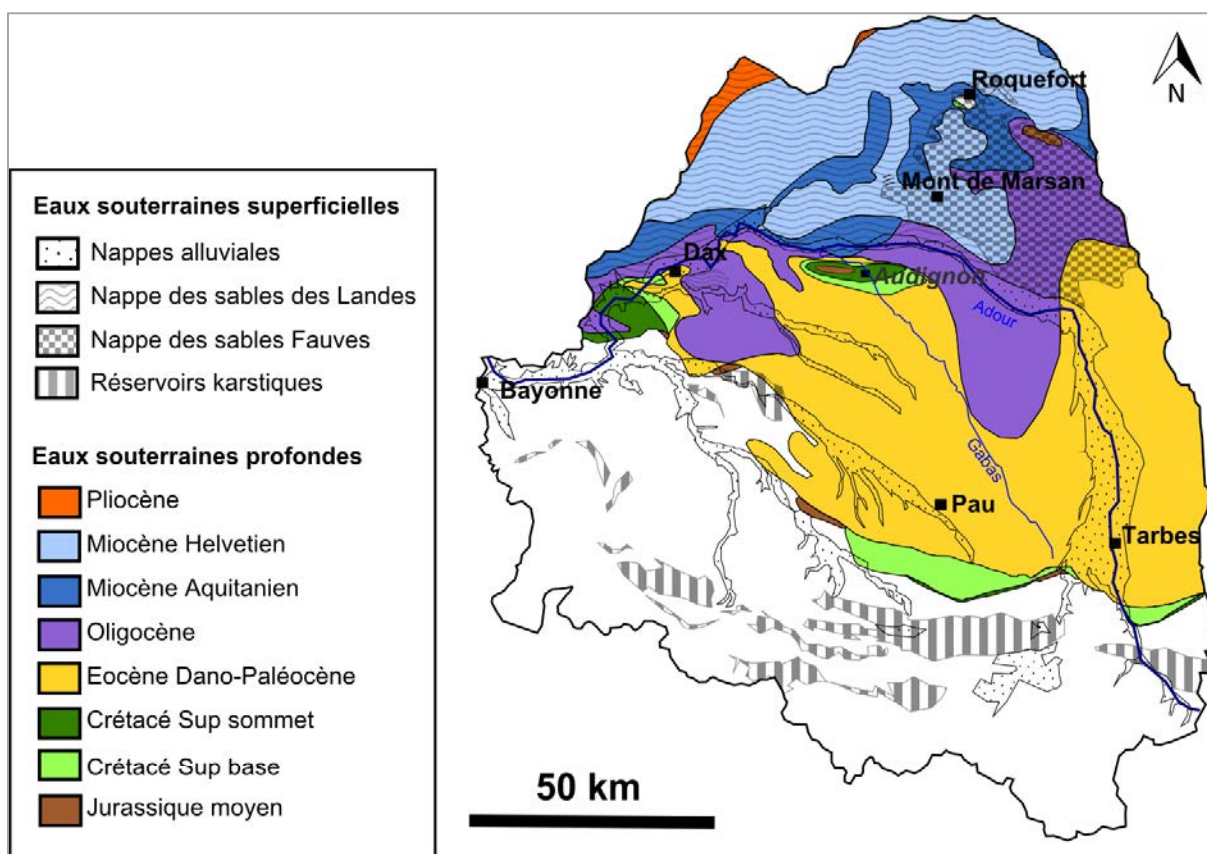 Eaux souterraines superficielles
Nappes alluviales
Nappe des sables des Landes
Nappe des sables Fauves
Réservoirs karstiques
Eaux souterraines profondes
Pliocène
Miocène Helvetien
Miocène Aquitanien
Oligocène
Eocène Dano-Paléocène
Crétacé Sup sommet
Crétacé Sup base
Jurassique moyen
N
Roquefort
Mont de Marsan
Dax
Audignon
Adour
Bayonne
Gabas
Pau
Tarbes
50 km